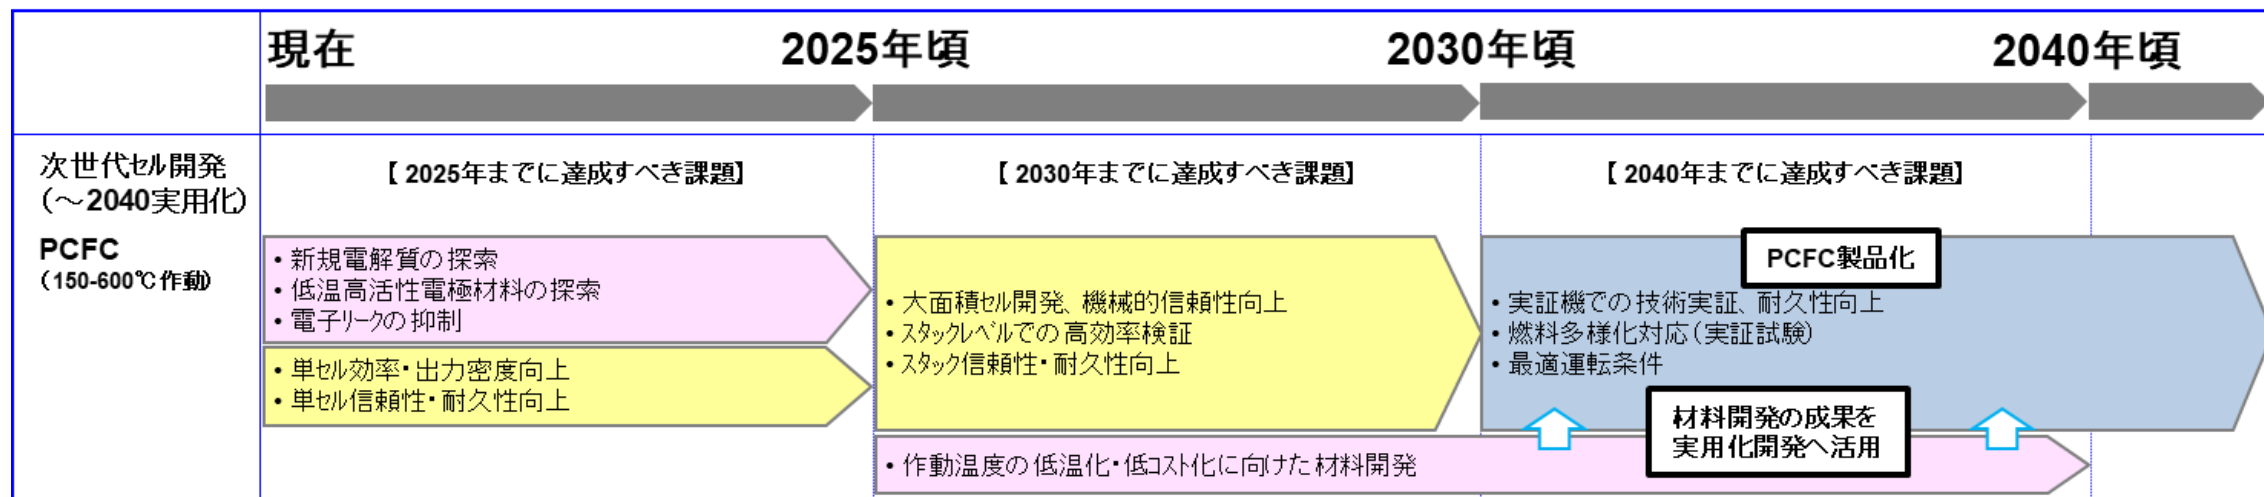 現在
2025年頃
2030年頃
2040年頃
次世代ｾﾙ開発
（～2040実用化）
PCFC
（150-600℃作動）
【 2025年までに達成すべき課題】
・新規電解質の探索
・低温高活性電極材料の探索
・電子ﾘｰｸの抑制
・単ｾﾙ効率・出力密度向上
・単ｾﾙ信頼性・耐久性向上
【 2030年までに達成すべき課題】
・大面積ｾﾙ開発、機械的信頼性向上
・ｽﾀｯｸﾚﾍﾞﾙでの高効率検証
・ｽﾀｯｸ信頼性・耐久性向上
・作動温度の低温化・低ｺｽﾄ化に向けた材料開発
【 2040年までに達成すべき課題】
PCFC製品化
・実証機での技術実証、耐久性向上
・燃料多様化対応（実証試験）
・最適運転条件
材料開発の成果を
実用化開発へ活用